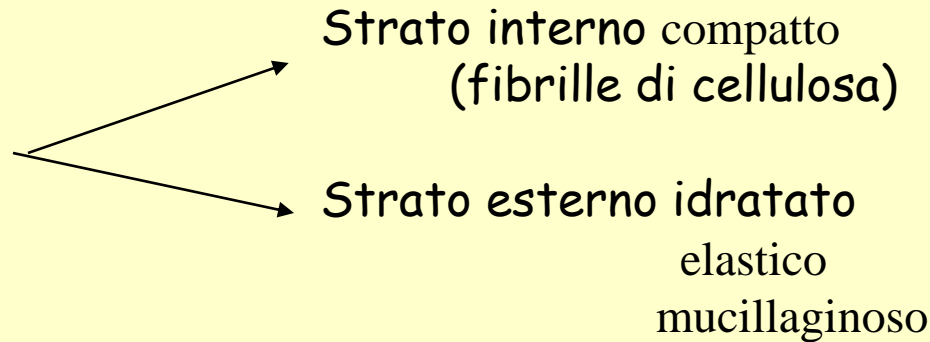 Strato interno compatto
(fibrille di cellulosa)
Strato esterno idratato
elastico
mucillaginoso